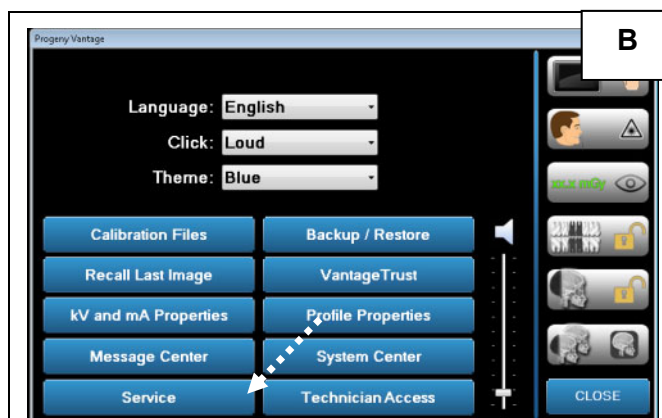 Progeny Vantage
B
Language: English
Click: Loud
Theme: Blue
Calibration Files Backup / Restore
Recall Last Image VantageTrust
kV and mA Properties Profile Properties
Message Center System Center
Service Technician Access
CLOSE